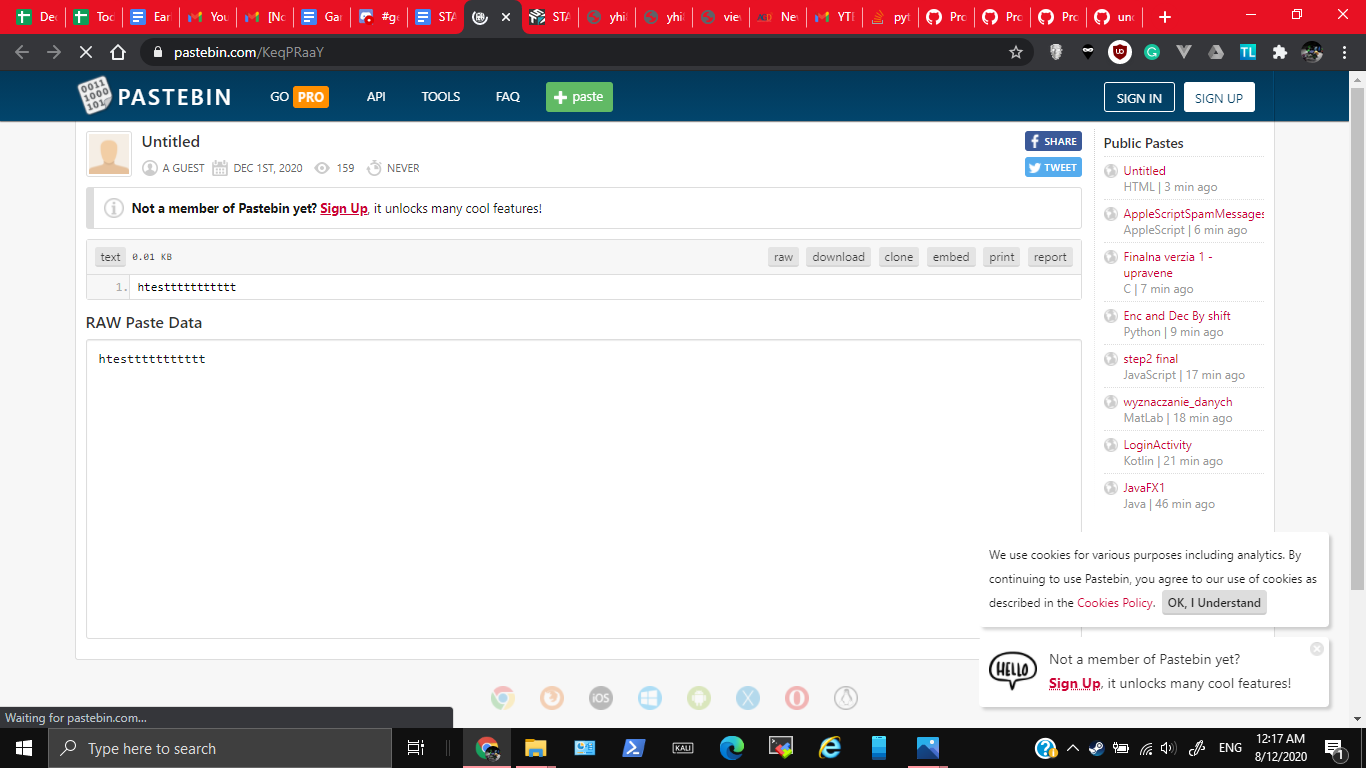 Dec
Too
Ear
You
[No
Gar
#ge
STA
STA
yhi
yhi
vie
Nev
YTE
pyt
Pro
Pro
Pro
unc
pastebin.com/KeqPRaaY
TL
0011
1000
101
PASTEBIN
GO PRO
API
TOOLS
FAQ
paste
SIGN IN
SIGN UP
Untitled
A GUEST
DEC 1ST, 2020
159
NEVER
SHARE
TWEET
Not a member of Pastebin yet? Sign Up, it unlocks many cool features!
text 0.01 KB
raw
download
clone
embed
print
report
1. htesttttttttttt
RAW Paste Data
htesttttttttttt
Public Pastes
Untitled
HTML | 3 min ago
AppleScriptSpamMessages
AppleScript | 6 min ago
Finalna verzia 1 -
upravene
C | 7 min ago
Enc and Dec By shift
Python | 9 min ago
step2 final
JavaScript | 17 min ago
wyznaczanie_danych
MatLab | 18 min ago
LoginActivity
Kotlin | 21 min ago
JavaFX1
Java | 46 min ago
We use cookies for various purposes including analytics. By
continuing to use Pastebin, you agree to our use of cookies as
described in the Cookies Policy. OK, I Understand
HELLO
Not a member of Pastebin yet?
Sign Up, it unlocks many cool features!
iOS
Waiting for pastebin.com...
Type here to search
KALI
ENG
12:17 AM
8/12/2020
1